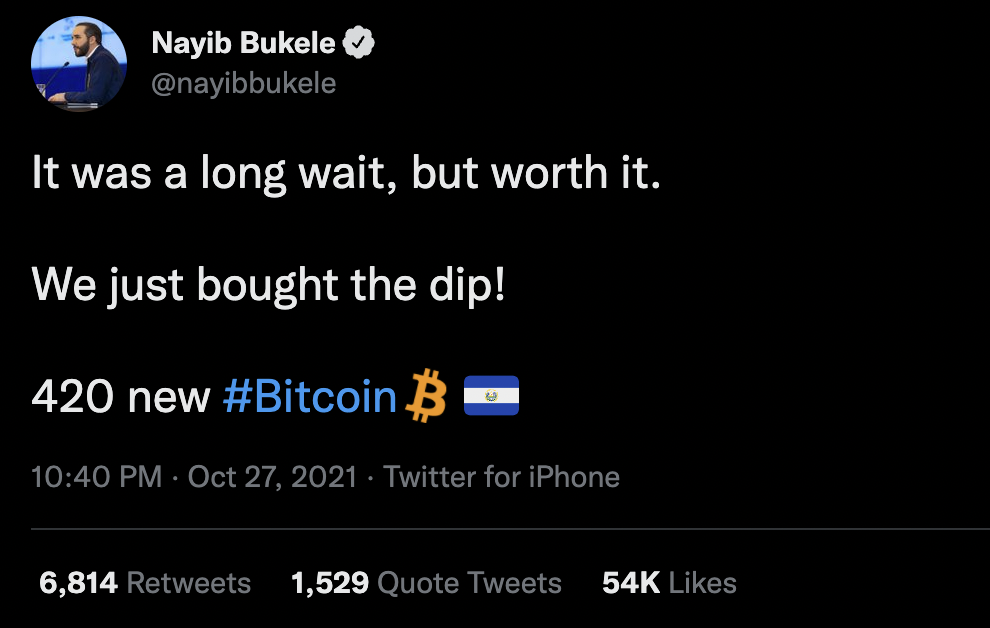 Nayib Bukele
@nayibbukele
It was a long wait, but worth it.
We just bought the dip!
420 new #Bitcoin
10:40 PM · Oct 27, 2021 · Twitter for iPhone
6,814 Retweets 1,529 Quote Tweets 54K Likes